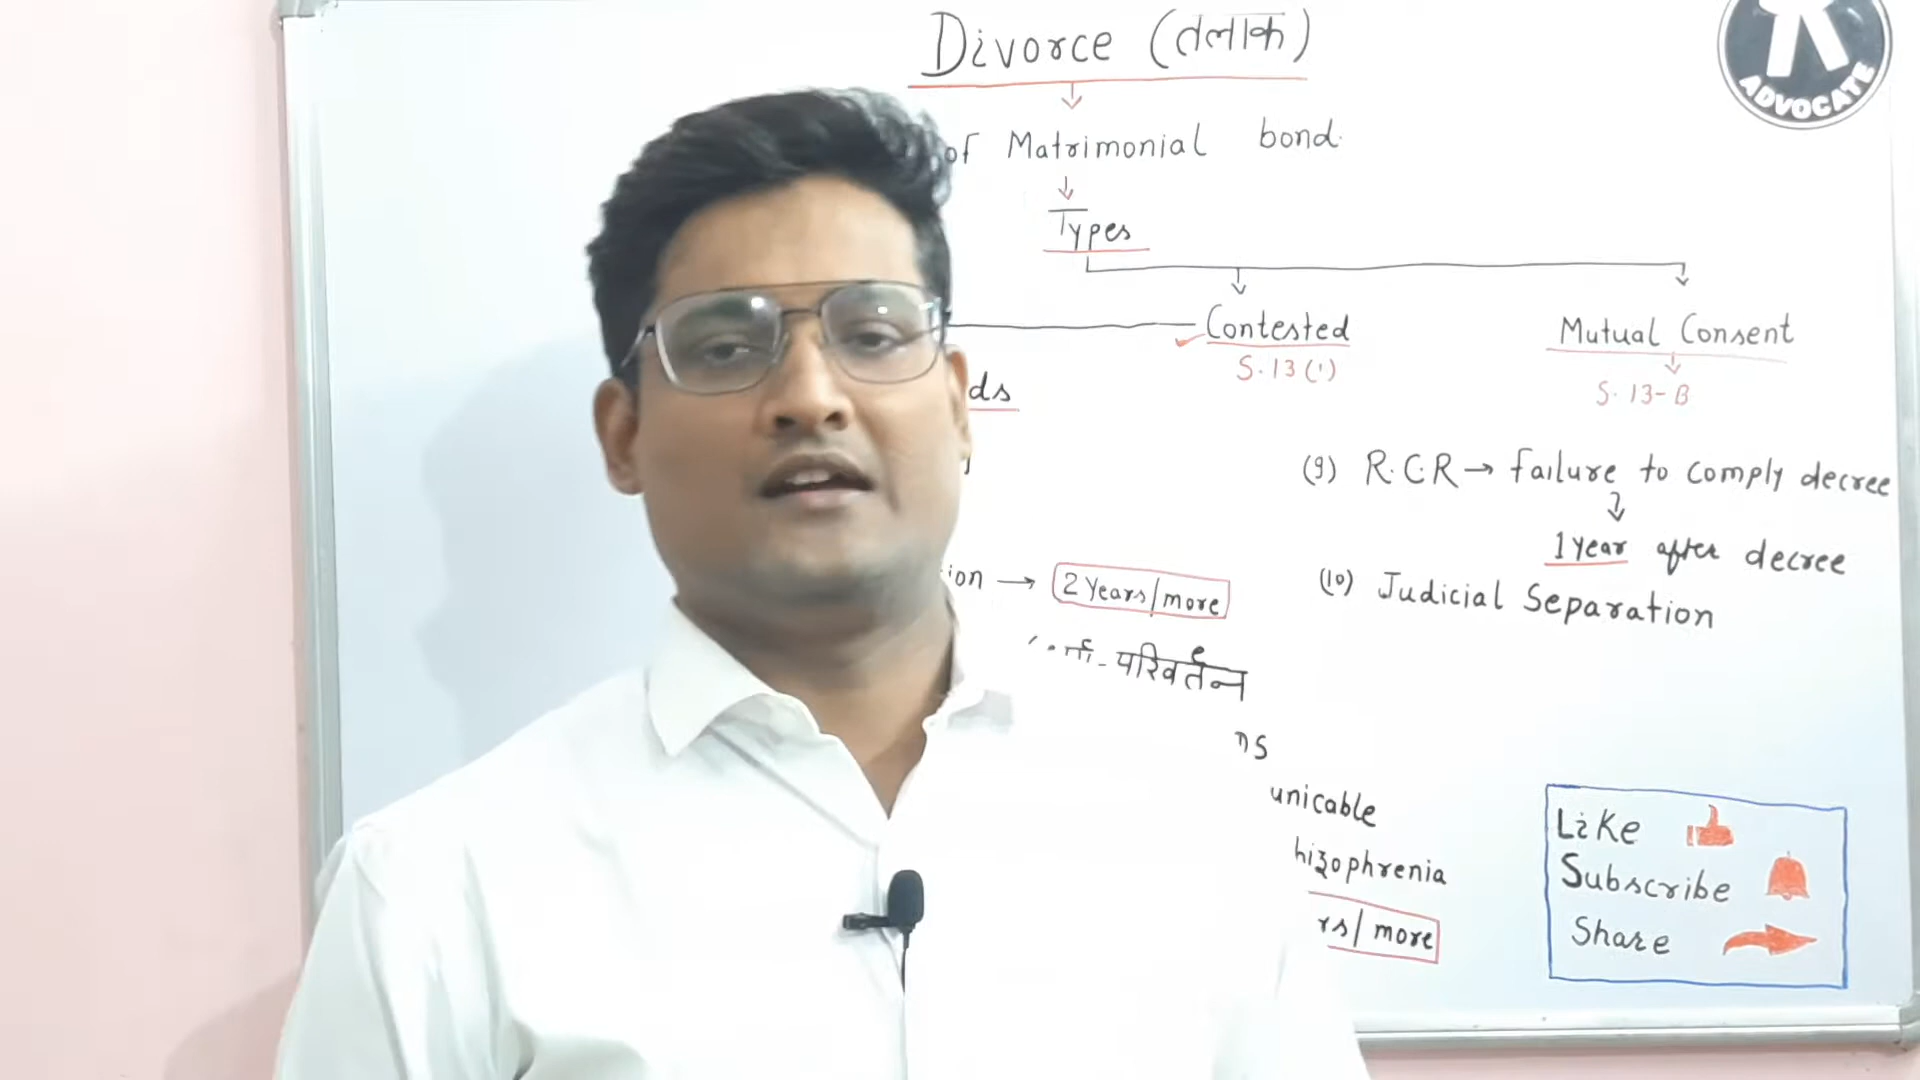 Divorce (तलाक)
ADVOCATE
of Matrimonial bond.
Types
Contested
Mutual Consent
S. 13 (1)
S. 13-B
ds
(9) R.C.R → failure to comply decree
1 year after decree
ion → 2 Years/more
(10) Judicial Separation
परिवर्तन
ns
unicable
hizophrenia
rs/more
Like
Subscribe
Share